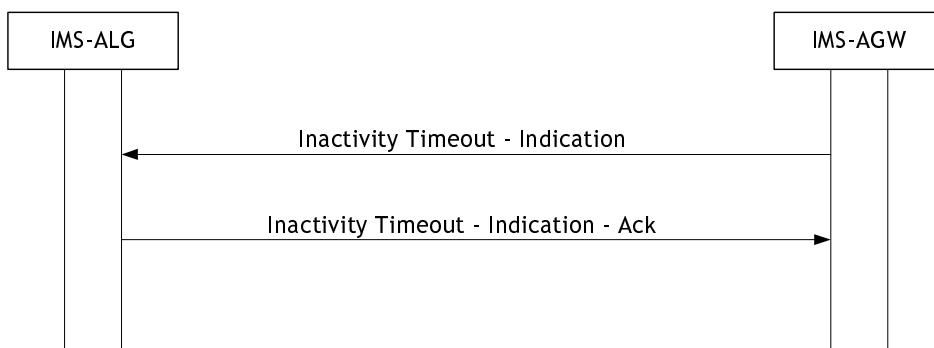 IMS-ALG
IMS-AGW
Inactivity Timeout - Indication
Inactivity Timeout - Indication - Ack